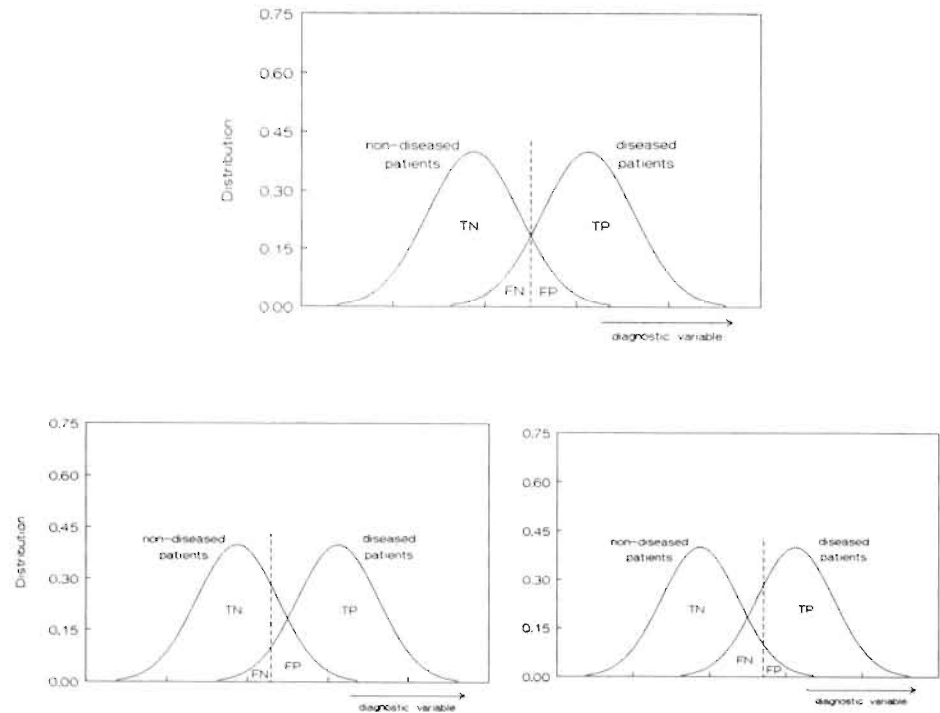 0.75
0.60
0.45
0.30
0.15
0.00
Distribution
non-diseased
patients
diseased
patients
TN
TP
FN
FP
diagnostic variable
0.75
0.60
0.45
0.30
0.15
0.00
Distribution
non-diseased
patients
diseased
patients
TN
TP
FN
FP
diagnostic variable
0.75
0.60
0.45
0.30
0.15
0.00
non-diseased
patients
diseased
patients
TN
TP
FN
FP
diagnostic variable